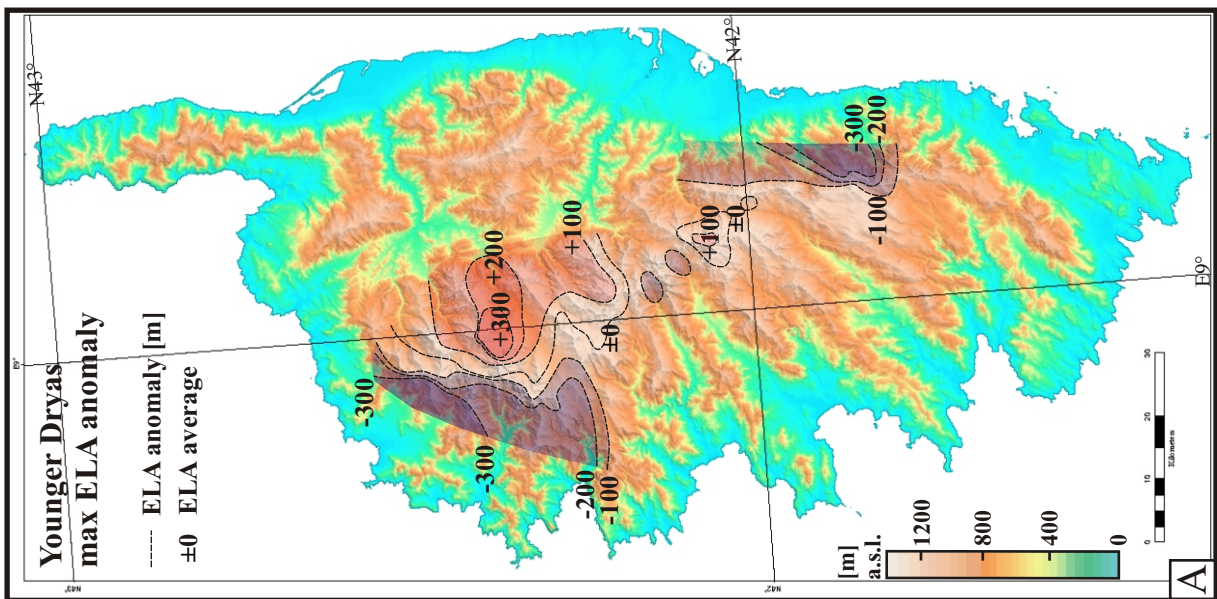 Younger Dryas
max ELA anomaly
------ ELA anomaly [m]
±0 ELA average
N43°
N43°
N42°
N42°
E9°
E9°
-300
-300
-200
-100
+300
+200
+100
±0
+100
±0
-300
-200
-100
[m]
a.s.l.
1200
800
400
0
0
10
20
30
Kilometers
A